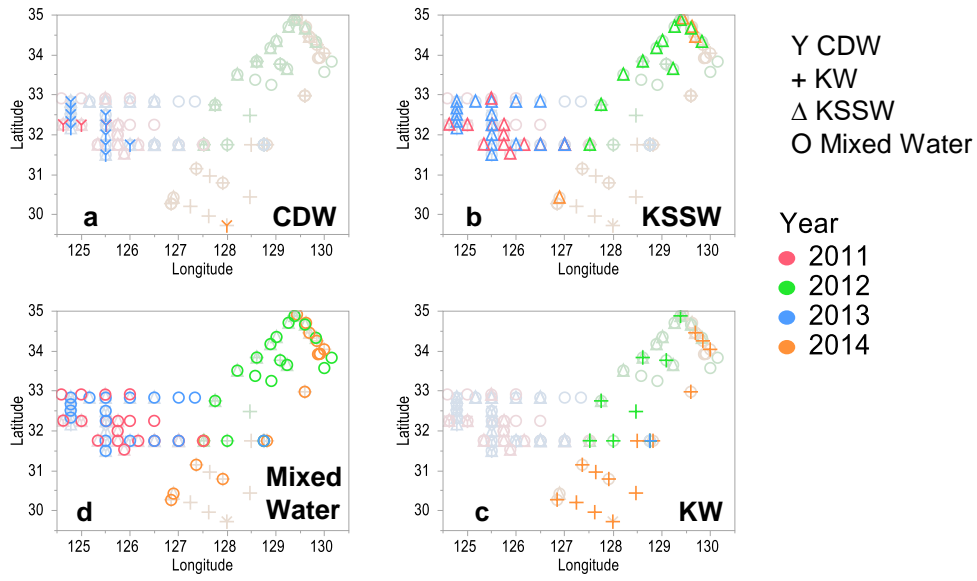 35
34
33
32
31
30
Latitude
a
CDW
125 126 127 128 129 130
Longitude
35
34
33
32
31
30
Latitude
b
KSSW
125 126 127 128 129 130
Longitude
Y CDW
+ KW
Δ KSSW
O Mixed Water
Year
2011
2012
2013
2014
35
34
33
32
31
30
Latitude
d
Mixed
Water
125 126 127 128 129 130
Longitude
35
34
33
32
31
30
Latitude
c
KW
125 126 127 128 129 130
Longitude